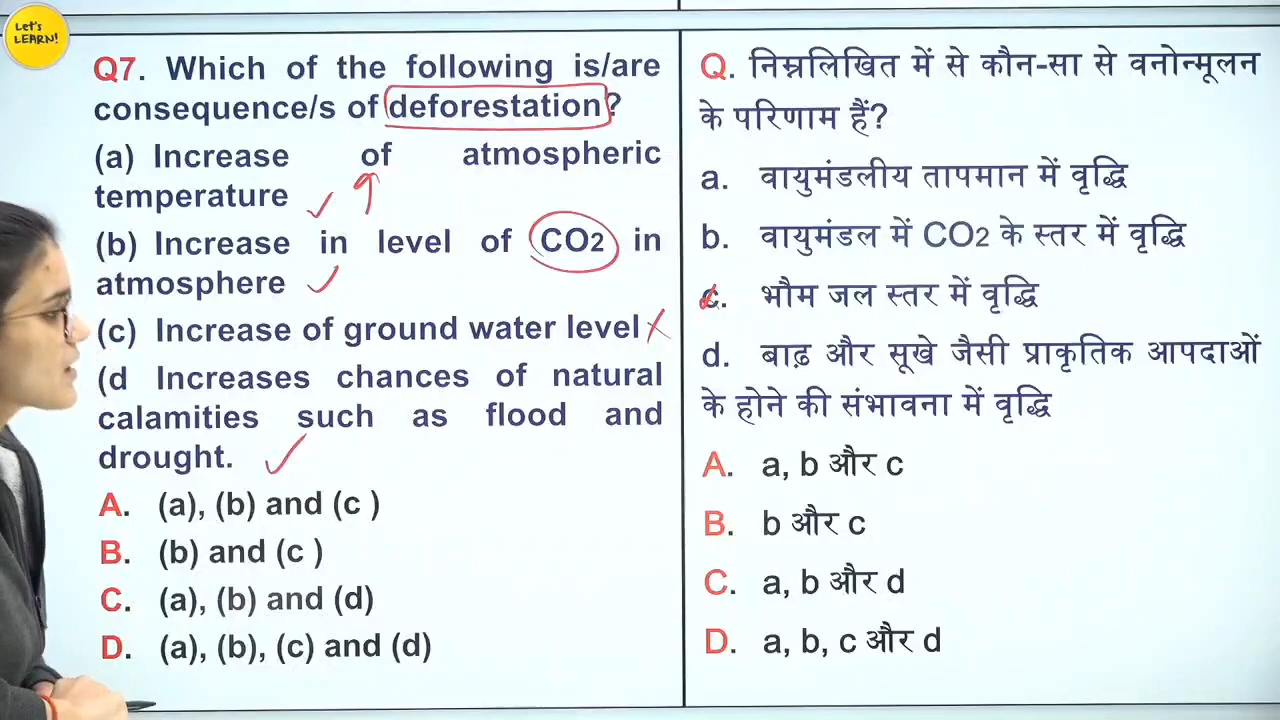 Let's
LEARN!
Q7. Which of the following is/are
consequence/s of deforestation?
(a) Increase of atmospheric
temperature
(b) Increase in level of CO2 in
atmosphere
(c) Increase of ground water level
(d Increases chances of natural
calamities such as flood and
drought.
A. (a), (b) and (c )
B. (b) and (c )
C. (a), (b) and (d)
D. (a), (b), (c) and (d)
Q. निम्नलिखित में से कौन-सा से वनोन्मूलन
के परिणाम हैं?
a. वायुमंडलीय तापमान में वृद्धि
b. वायुमंडल में CO2 के स्तर में वृद्धि
c. भौम जल स्तर में वृद्धि
d. बाढ़ और सूखे जैसी प्राकृतिक आपदाओं
के होने की संभावना में वृद्धि
A. a, b और c
B. b और c
C. a, b और d
D. a, b, c और d